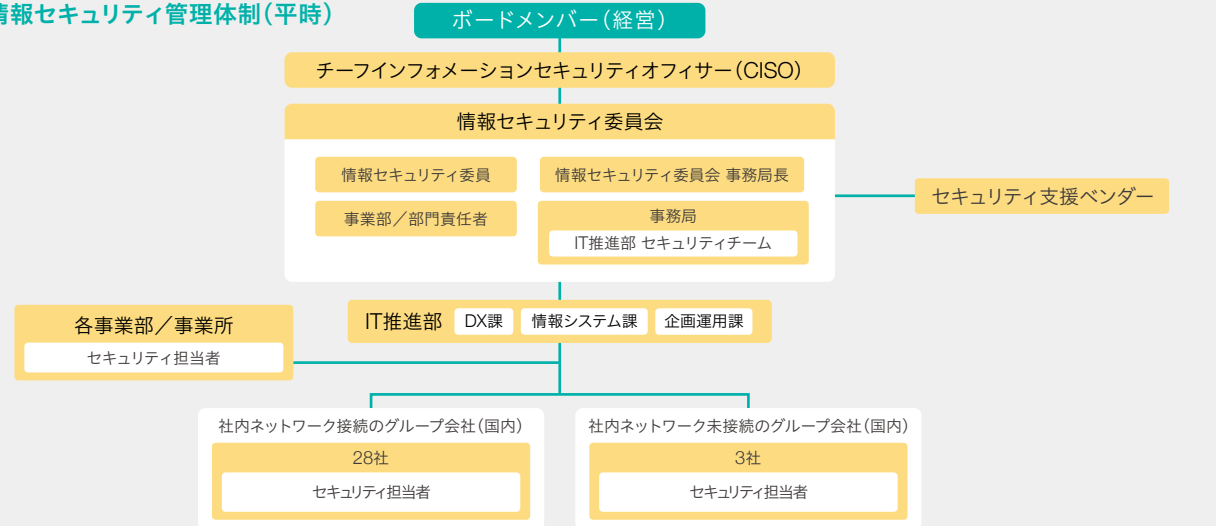 情報セキュリティ管理体制（平時）
ボードメンバー（経営）
チーフインフォメーションセキュリティオフィサー（CISO）
情報セキュリティ委員会
情報セキュリティ委員
情報セキュリティ委員会 事務局長
事業部／部門責任者
事務局
IT推進部 セキュリティチーム
セキュリティ支援ベンダー
各事業部／事業所
セキュリティ担当者
IT推進部 DX課 情報システム課 企画運用課
社内ネットワーク接続のグループ会社（国内）
28社
セキュリティ担当者
社内ネットワーク未接続のグループ会社（国内）
3社
セキュリティ担当者